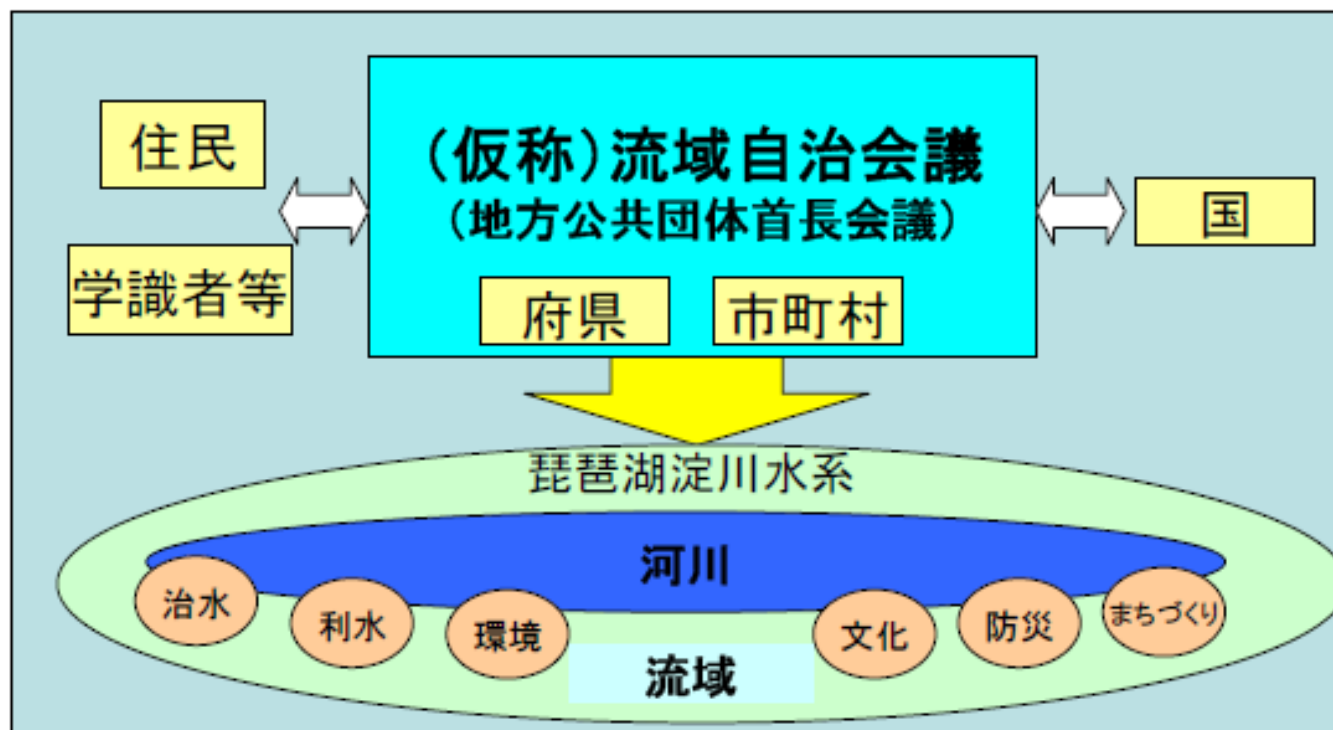 住民
学識者等
（仮称）流域自治会議
（地方公共団体首長会議）
府県
市町村
国
琵琶湖淀川水系
河川
治水
利水
環境
文化
防災
まちづくり
流域